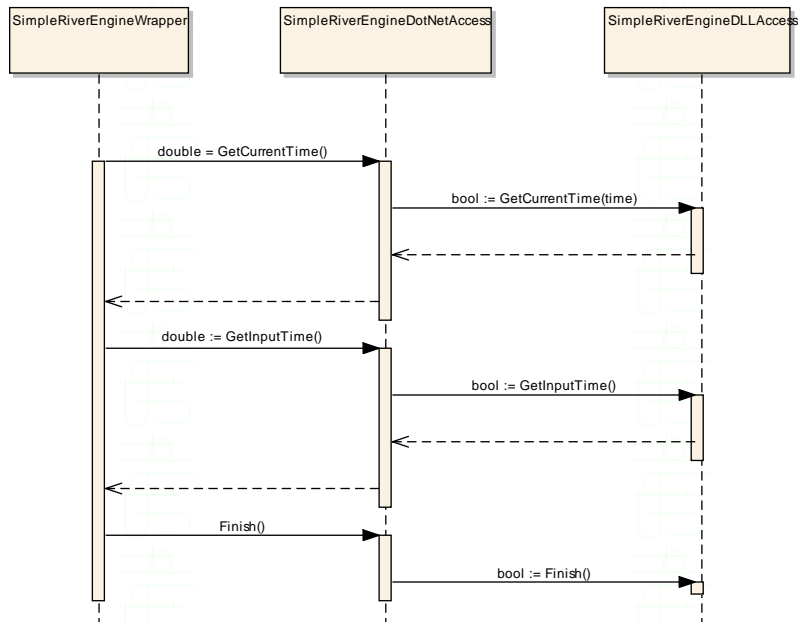 SimpleRiverEngineWrapper
SimpleRiverEngineDotNetAccess
SimpleRiverEngineDLLAccess
double = GetCurrentTime()
bool := GetCurrentTime(time)
double := GetInputTime()
bool := GetInputTime()
Finish()
bool := Finish()